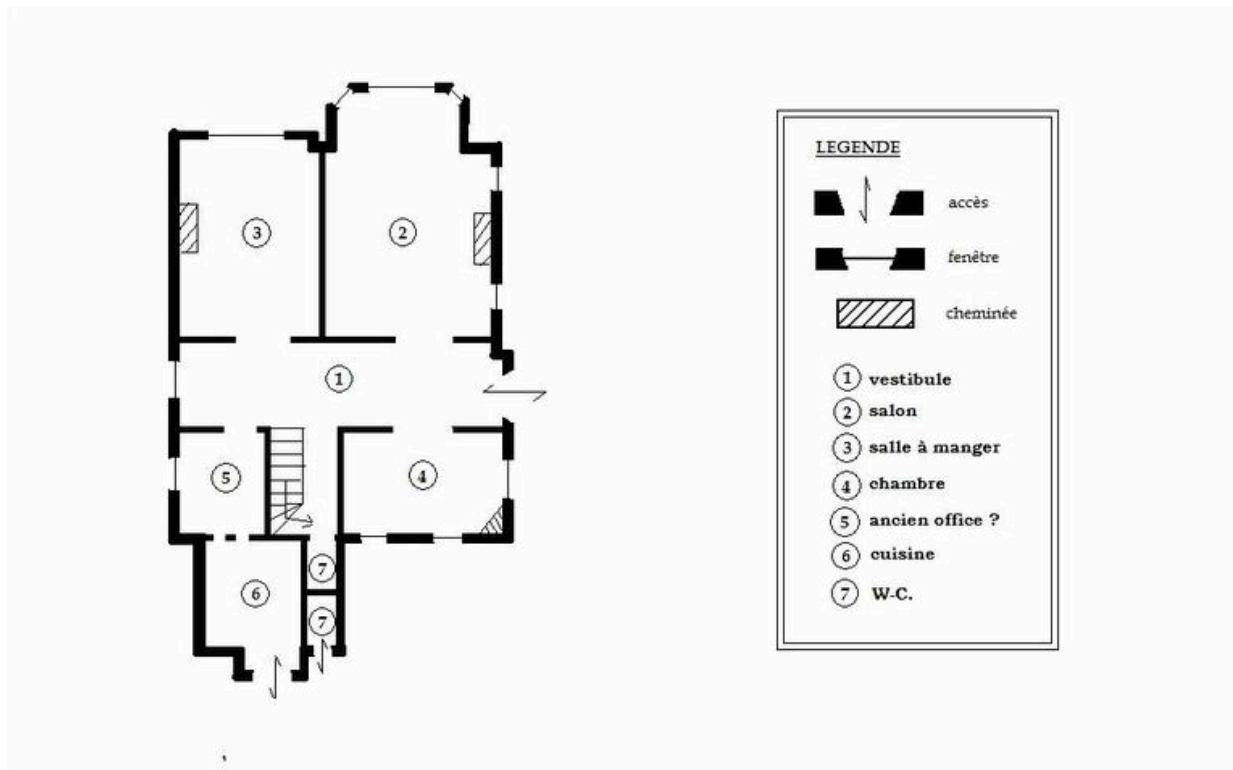 3
2
1
5
4
6
7
7
LEGENDE
accès
fenêtre
cheminée
1 vestibule
2 salon
3 salle à manger
4 chambre
5 ancien office ?
6 cuisine
7 W-C.